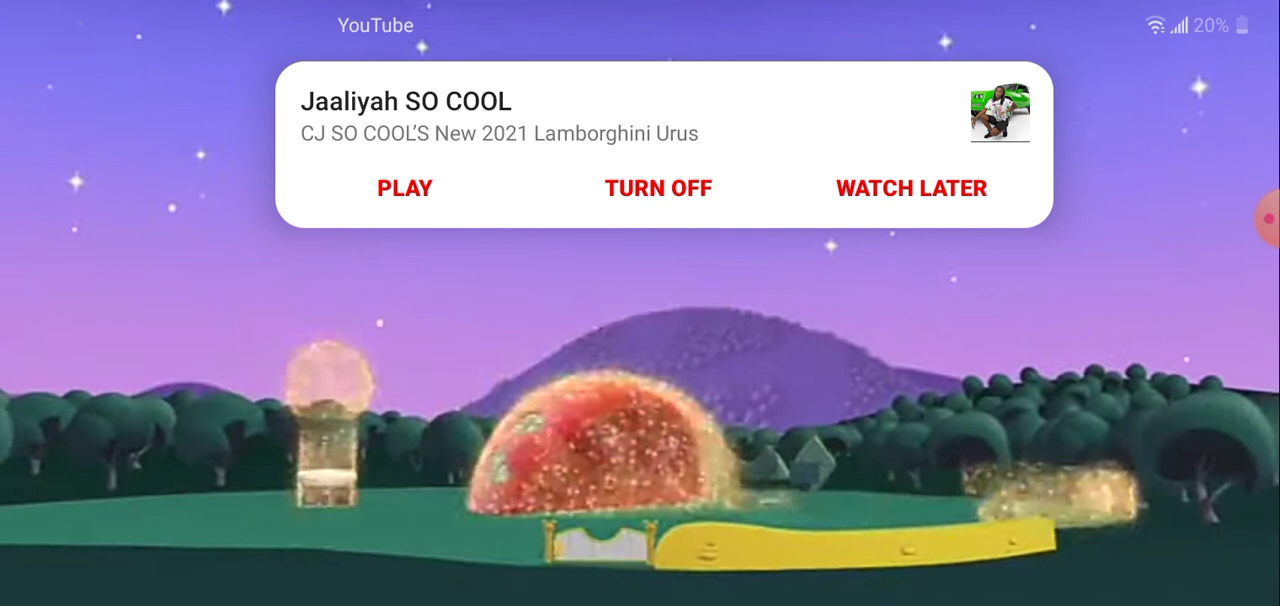 YouTube
20%
Jaaliyah SO COOL
CJ SO COOL'S New 2021 Lamborghini Urus
PLAY
TURN OFF
WATCH LATER